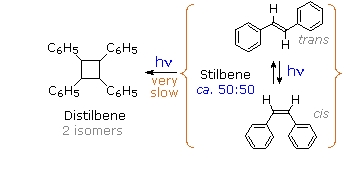 C6H5 C6H5
C6H5 C6H5
Distilbene
2 isomers
hν
very
slow
Stilbene
ca. 50:50
H
H
trans
hν
H H
cis